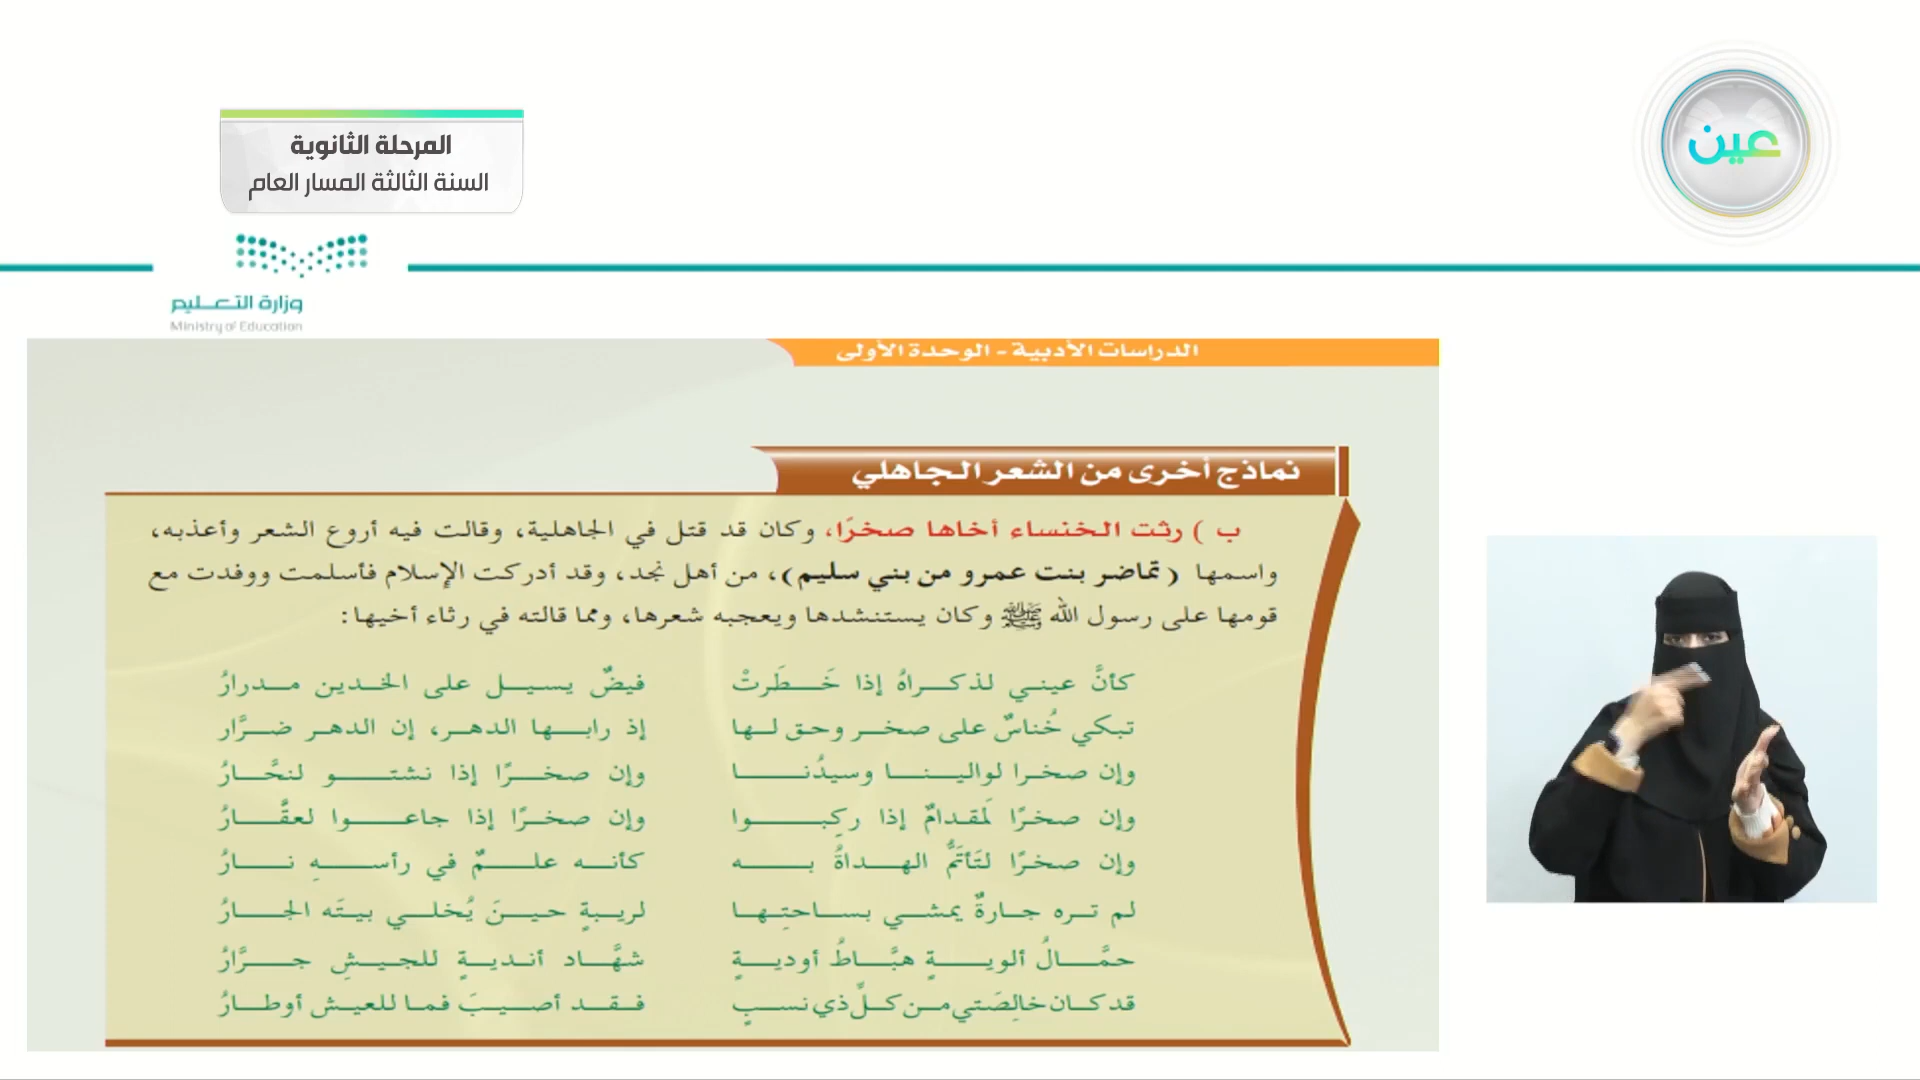 عين
المرحلة الثانوية
السنة الثالثة المسار العام
وزارة التعليم
Ministry of Education
الدراسات الأدبية - الوحدة الأولى
نماذج أخرى من الشعر الجاهلي
ب ) رثت الخنساء أخاها صخرًا، وكان قد قتل في الجاهلية، وقالت فيه أروع الشعر وأعذبه،
واسمها ( تماضر بنت عمرو من بني سليم)، من أهل نجد، وقد أدركت الإسلام فأسلمت ووفدت مع
قومها على رسول الله ﷺ وكان يستنشدها ويعجبه شعرها، ومما قالته في رثاء أخيها:
كأنَّ عيني لذكراهُ إذا خَطَرتْ فيضٌ يسيل على الخدين مدرارُ
تبكي خُناسٌ على صخر وحق لها إذ رابها الدهر، إن الدهر ضرَّار
وإن صخرا لوالينا وسيدُنا وإن صخرًا إذا نشتو لنحَّارُ
وإن صخرًا لَمقدامٌ إذا ركِبوا وإن صخرًا إذا جاعوا لعقَّارُ
وإن صخرًا لتَأتَمُّ الهداةُ به كأنه علمٌ في رأسهِ نارُ
لم تره جارةٌ يمشي بساحتِها لريبةٍ حينَ يُخلي بيتَه الجارُ
حمَّالُ ألويةٍ هبَّاطُ أوديةٍ شهَّاد أنديةٍ للجيشِ جرَّارُ
قد كان خالِصَتي من كلِّ ذي نسبٍ فقد أصيبَ فما للعيش أوطارُ